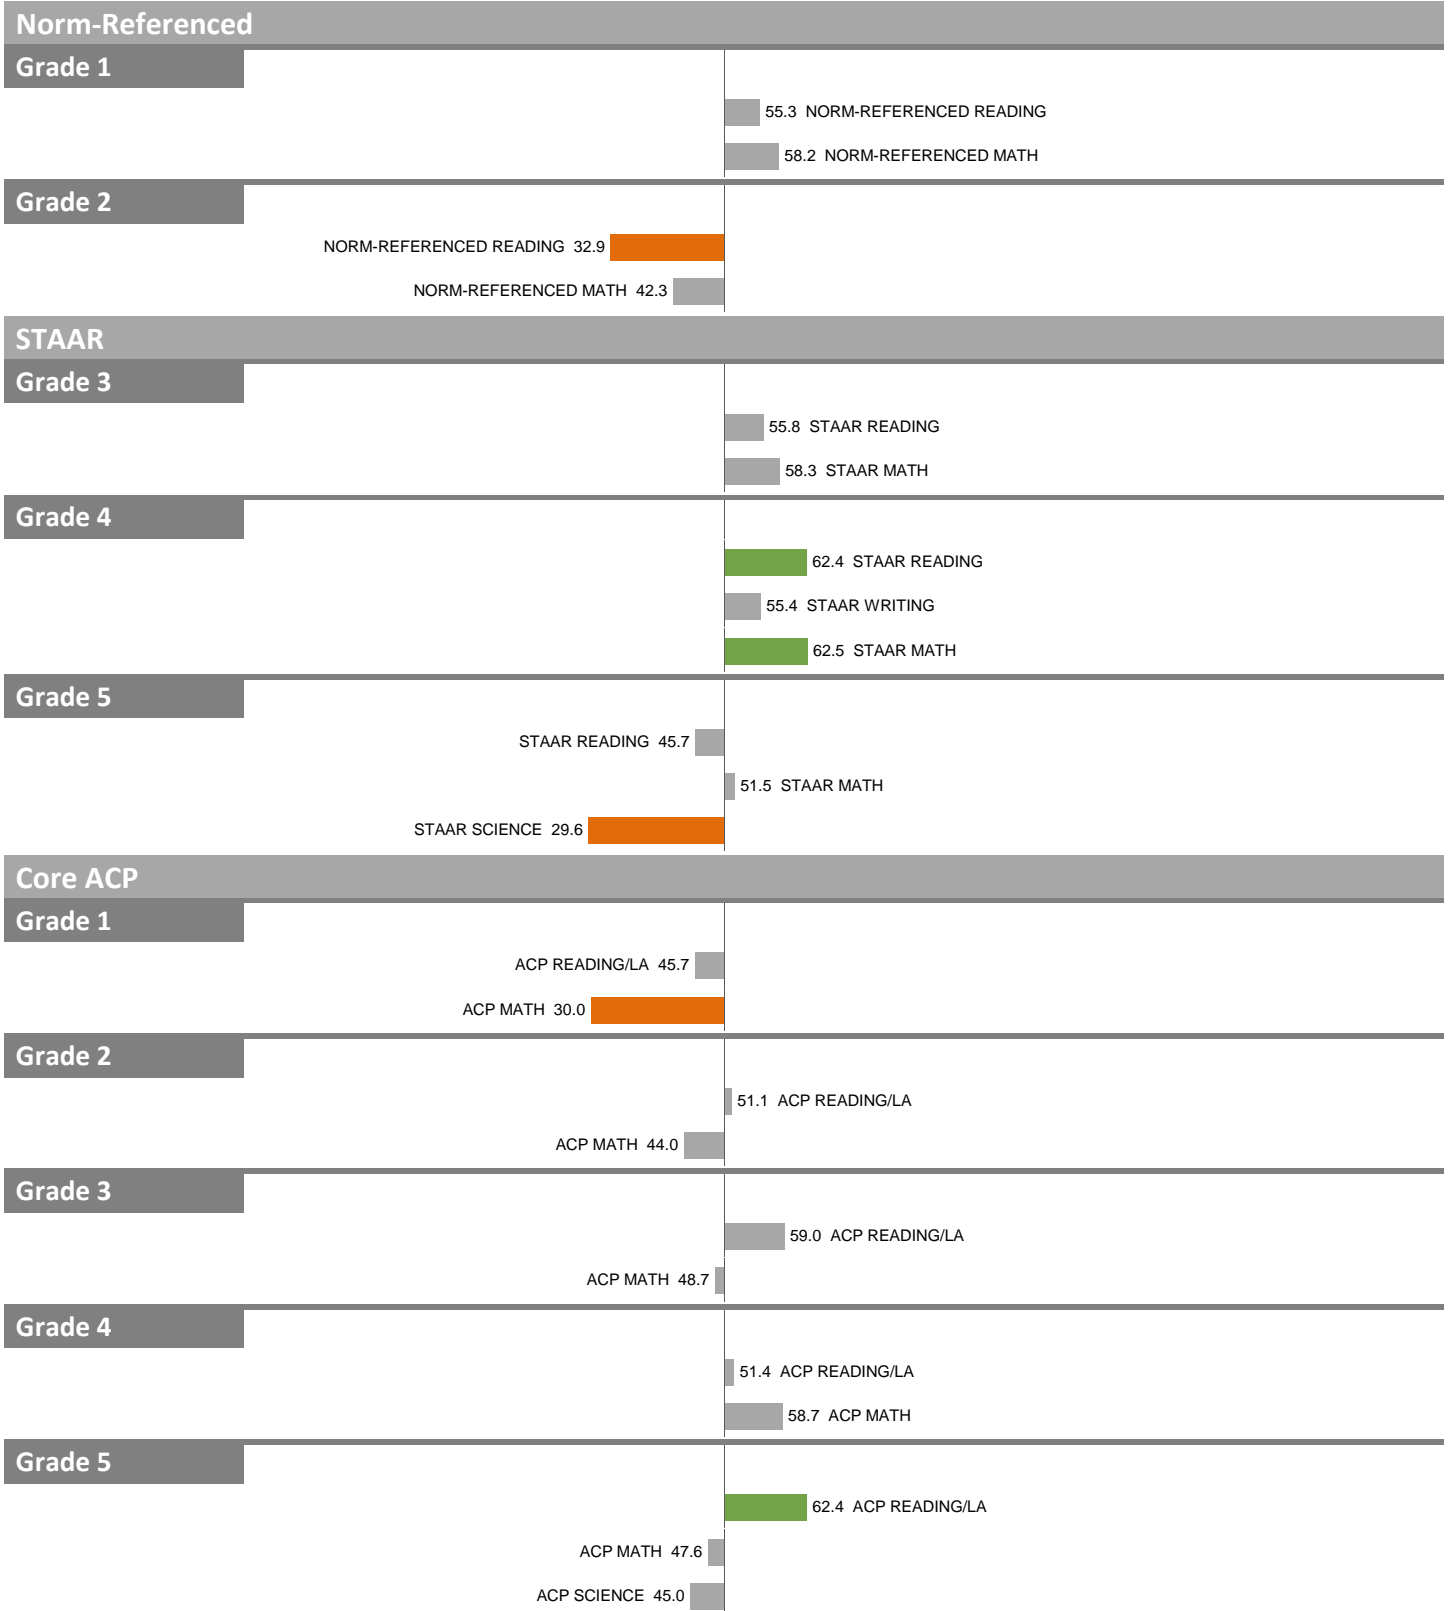 Norm-Referenced
Grade 1
55.3 NORM-REFERENCED READING
58.2 NORM-REFERENCED MATH
Grade 2
NORM-REFERENCED READING 32.9
NORM-REFERENCED MATH 42.3
STAAR
Grade 3
55.8 STAAR READING
58.3 STAAR MATH
Grade 4
62.4 STAAR READING
55.4 STAAR WRITING
62.5 STAAR MATH
Grade 5
STAAR READING 45.7
51.5 STAAR MATH
STAAR SCIENCE 29.6
Core ACP
Grade 1
ACP READING/LA 45.7
ACP MATH 30.0
Grade 2
51.1 ACP READING/LA
ACP MATH 44.0
Grade 3
59.0 ACP READING/LA
ACP MATH 48.7
Grade 4
51.4 ACP READING/LA
58.7 ACP MATH
Grade 5
62.4 ACP READING/LA
ACP MATH 47.6
ACP SCIENCE 45.0